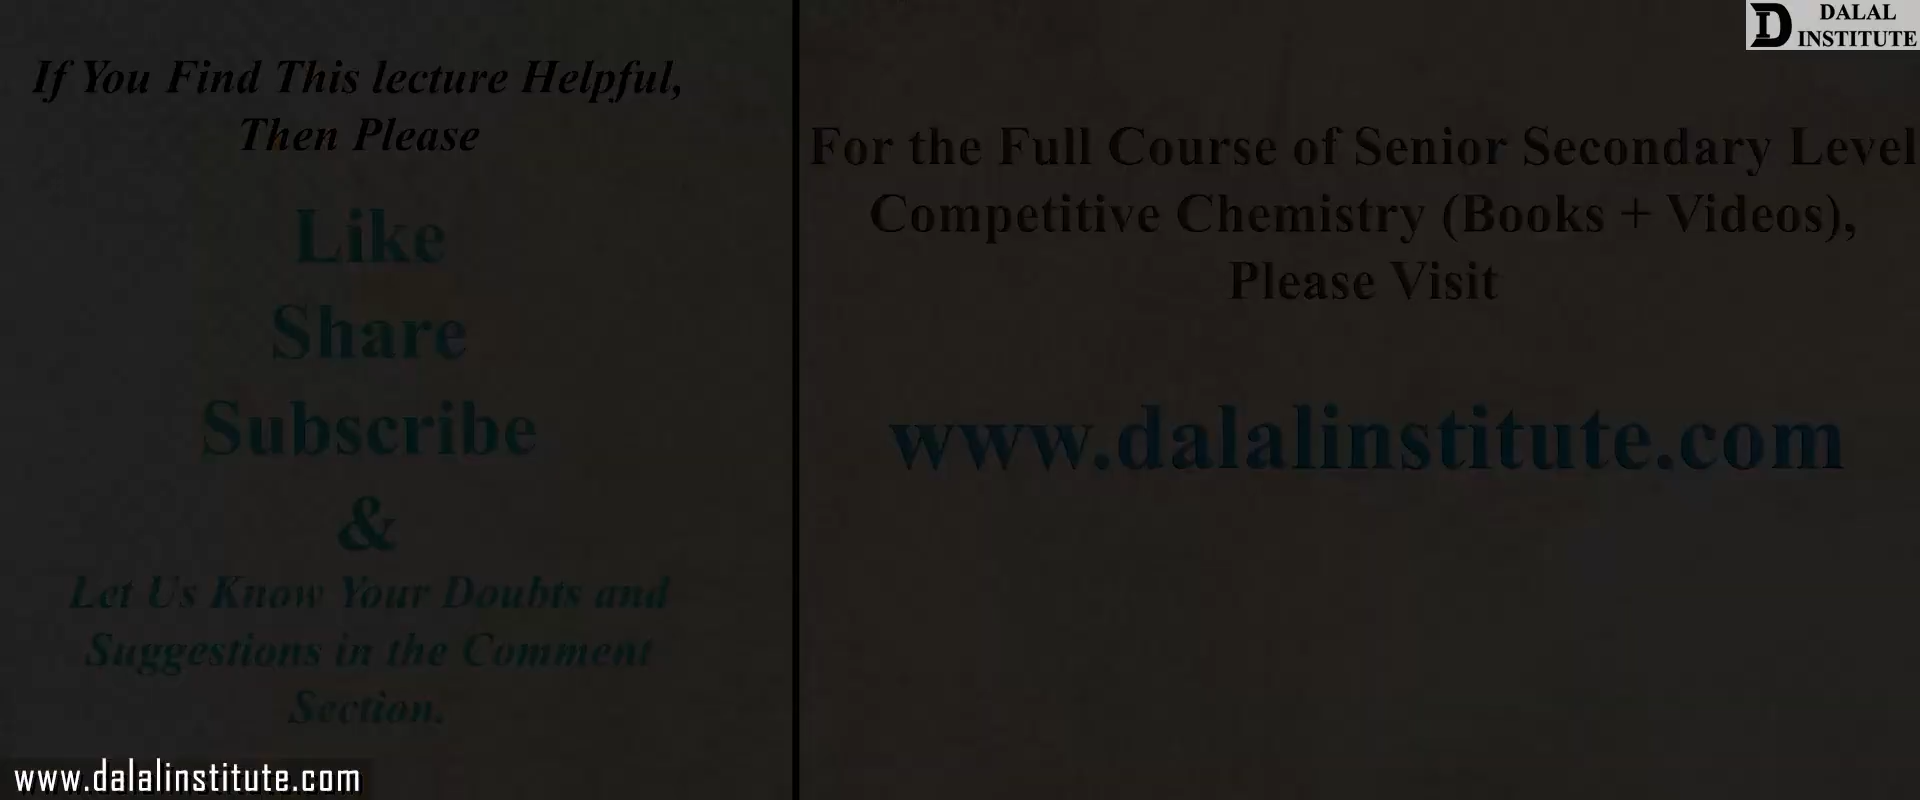 DALAL
INSTITUTE
If You Find This lecture Helpful,
Then Please
Like
Share
Subscribe
&
Let Us Know Your Doubts and
Suggestions in the Comment
Section.
For the Full Course of Senior Secondary Level
Competitive Chemistry (Books + Videos),
Please Visit
www.dalalinstitute.com
www.dalalinstitute.com